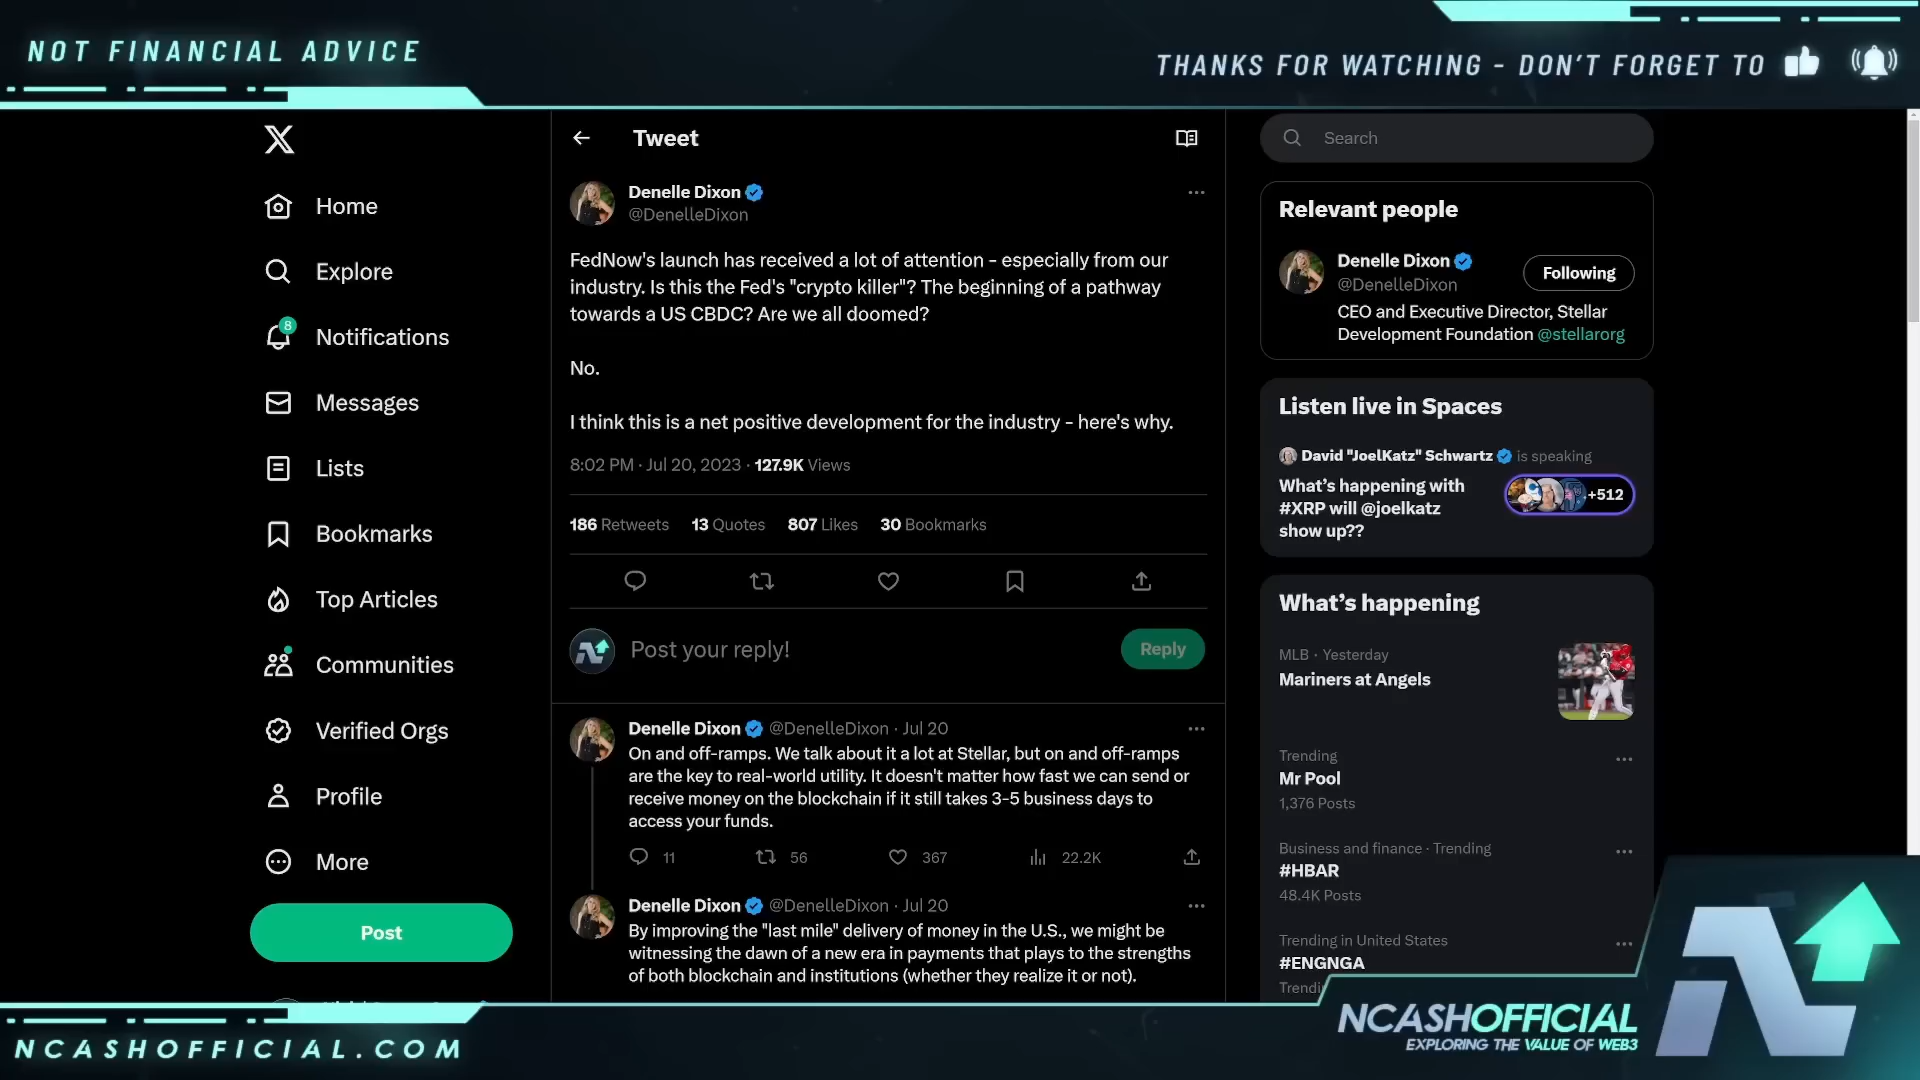 NOT FINANCIAL ADVICE
THANKS FOR WATCHING - DON'T FORGET TO
X
Home
Explore
8
Notifications
Messages
Lists
Bookmarks
Top Articles
Communities
Verified Orgs
Profile
More
Post
Tweet
Denelle Dixon
@DenelleDixon
FedNow's launch has received a lot of attention - especially from our
industry. Is this the Fed's "crypto killer"? The beginning of a pathway
towards a US CBDC? Are we all doomed?
No.
I think this is a net positive development for the industry - here's why.
8:02 PM · Jul 20, 2023 · 127.9K Views
186 Retweets 13 Quotes 807 Likes 30 Bookmarks
Post your reply!
Reply
Denelle Dixon @DenelleDixon · Jul 20
On and off-ramps. We talk about it a lot at Stellar, but on and off-ramps
are the key to real-world utility. It doesn't matter how fast we can send or
receive money on the blockchain if it still takes 3-5 business days to
access your funds.
11 56 367 22.2K
Denelle Dixon @DenelleDixon · Jul 20
By improving the "last mile" delivery of money in the U.S., we might be
witnessing the dawn of a new era in payments that plays to the strengths
of both blockchain and institutions (whether they realize it or not).
Search
Relevant people
Denelle Dixon
@DenelleDixon
Following
CEO and Executive Director, Stellar
Development Foundation @stellarorg
Listen live in Spaces
David "JoelKatz" Schwartz is speaking
What's happening with
#XRP will @joelkatz
show up??
+512
What's happening
MLB · Yesterday
Mariners at Angels
Trending
Mr Pool
1,376 Posts
Business and finance · Trending
#HBAR
48.4K Posts
Trending in United States
#ENGNGA
Trendi
NCASHOFFICIAL.COM
NCASHOFFICIAL
EXPLORING THE VALUE OF WEB3